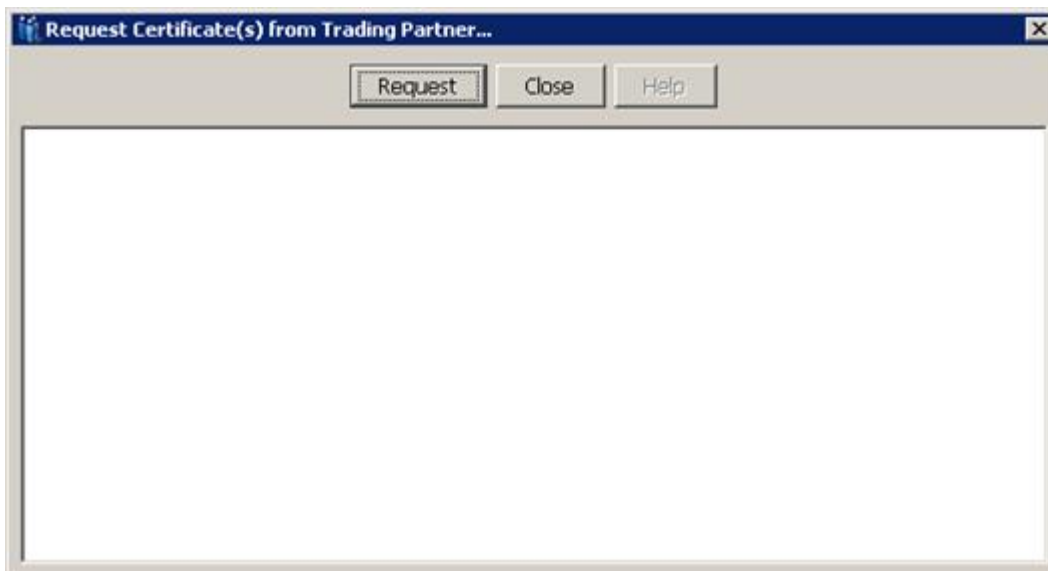 Request Certificate(s) from Trading Partner...
Request Close Help